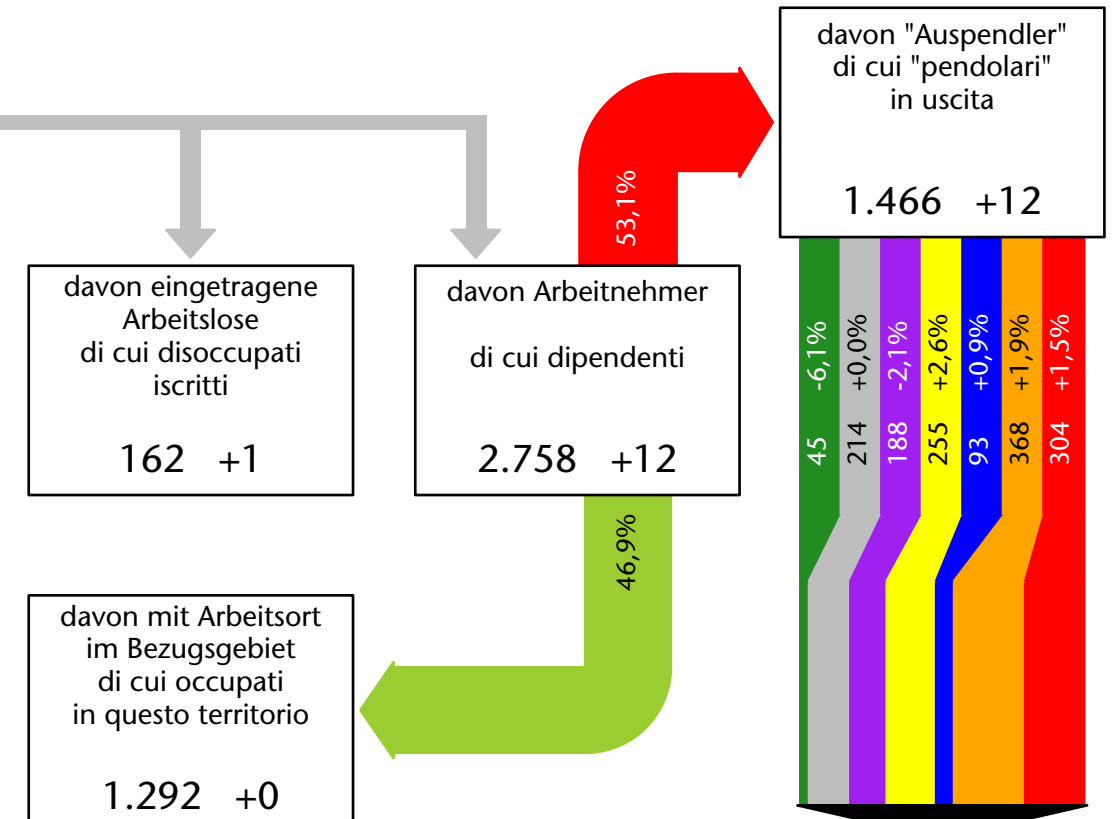 davon "Auspendler"
di cui "pendolari"
in uscita
1.466 +12
53,1%
davon eingetragene
Arbeitslose
di cui disoccupati
iscritti
162 +1
davon Arbeitnehmer
di cui dipendenti
2.758 +12
45 -6,1%
214 +0,0%
188 -2,1%
255 +2,6%
93 +0,9%
368 +1,9%
304 +1,5%
46,9%
davon mit Arbeitsort
im Bezugsgebiet
di cui occupati
in questo territorio
1.292 +0